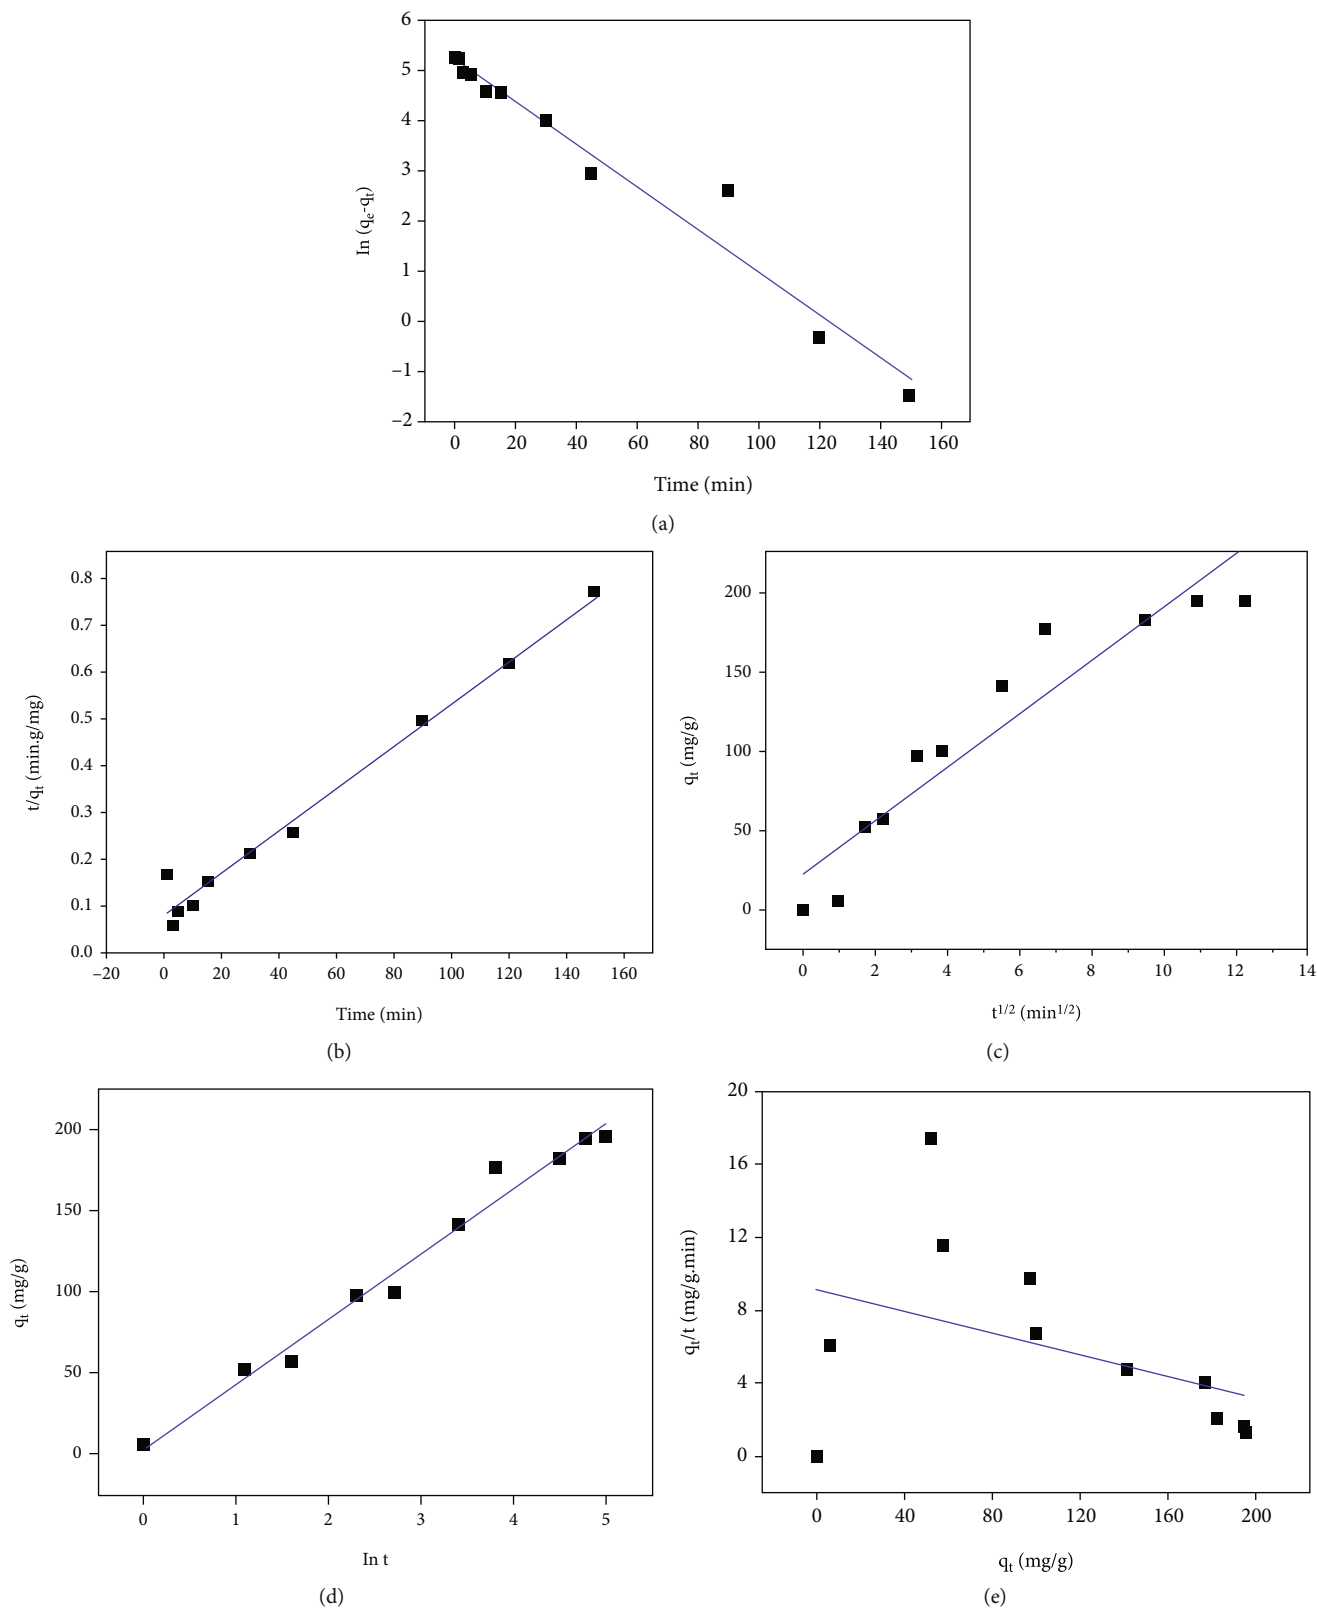 6
5
4
3
2
1
0
−1
−2
In (qₑ-qₜ)
0 20 40 60 80 100 120 140 160
Time (min)
(a)
0.8
0.7
0.6
0.5
0.4
0.3
0.2
0.1
0.0
t/qₜ (min.g/mg)
−20 0 20 40 60 80 100 120 140 160
Time (min)
(b)
200
150
100
50
0
qₜ (mg/g)
0 2 4 6 8 10 12 14
t1/2 (min1/2)
(c)
200
150
100
50
0
qₜ (mg/g)
0 1 2 3 4 5
In t
(d)
20
16
12
8
4
0
qₜ/t (mg/g.min)
0 40 80 120 160 200
qₜ (mg/g)
(e)